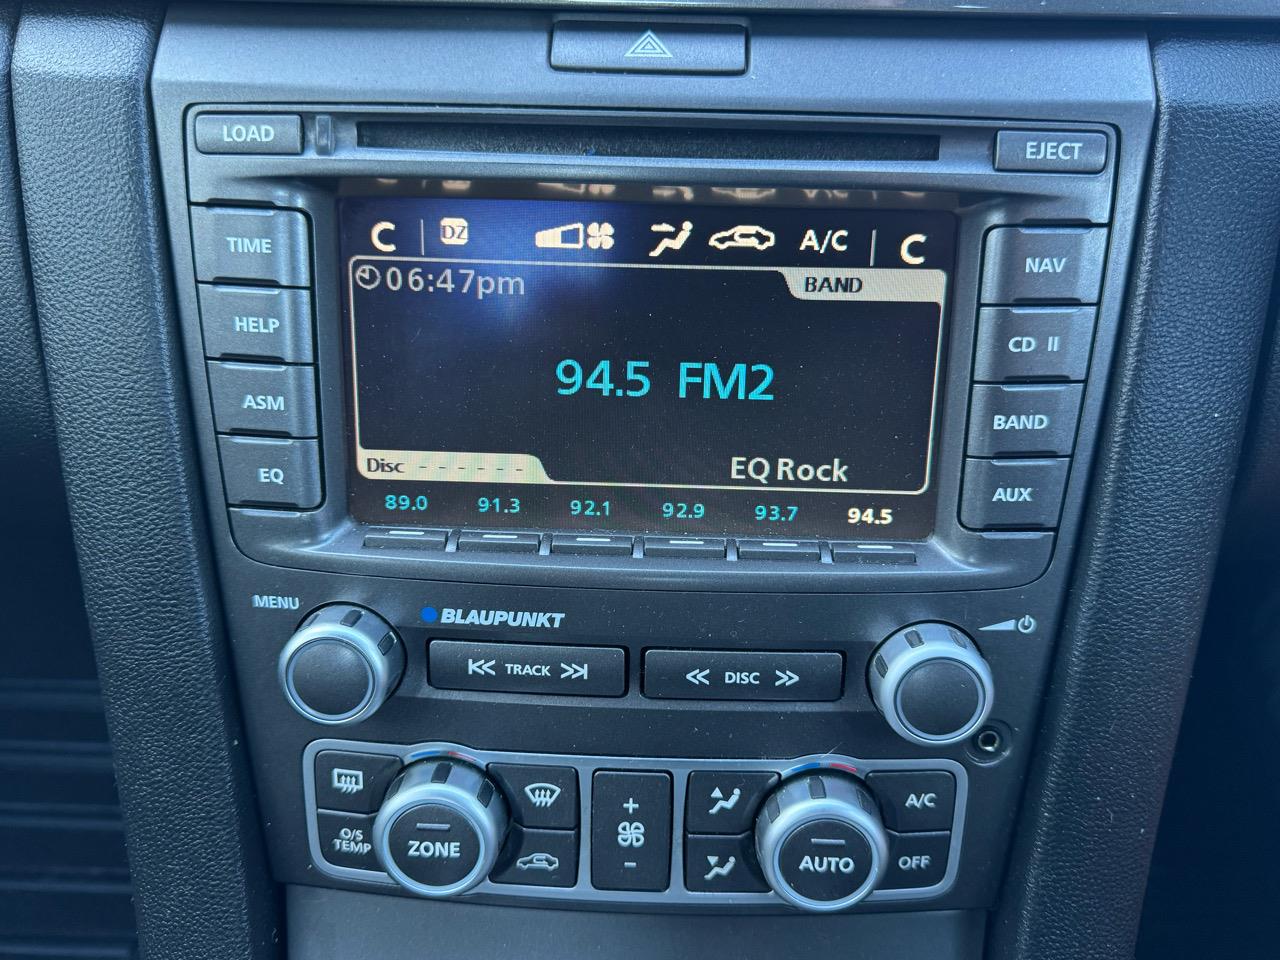 LOAD
EJECT
TIME
HELP
ASM
EQ
C
DZ
A/C
C
06:47pm
BAND
94.5 FM2
Disc - - - - - -
EQ Rock
89.0 91.3 92.1 92.9 93.7 94.5
NAV
CD II
BAND
AUX
MENU
BLAUPUNKT
TRACK
DISC
O/S
TEMP
ZONE
+
-
AUTO
A/C
OFF